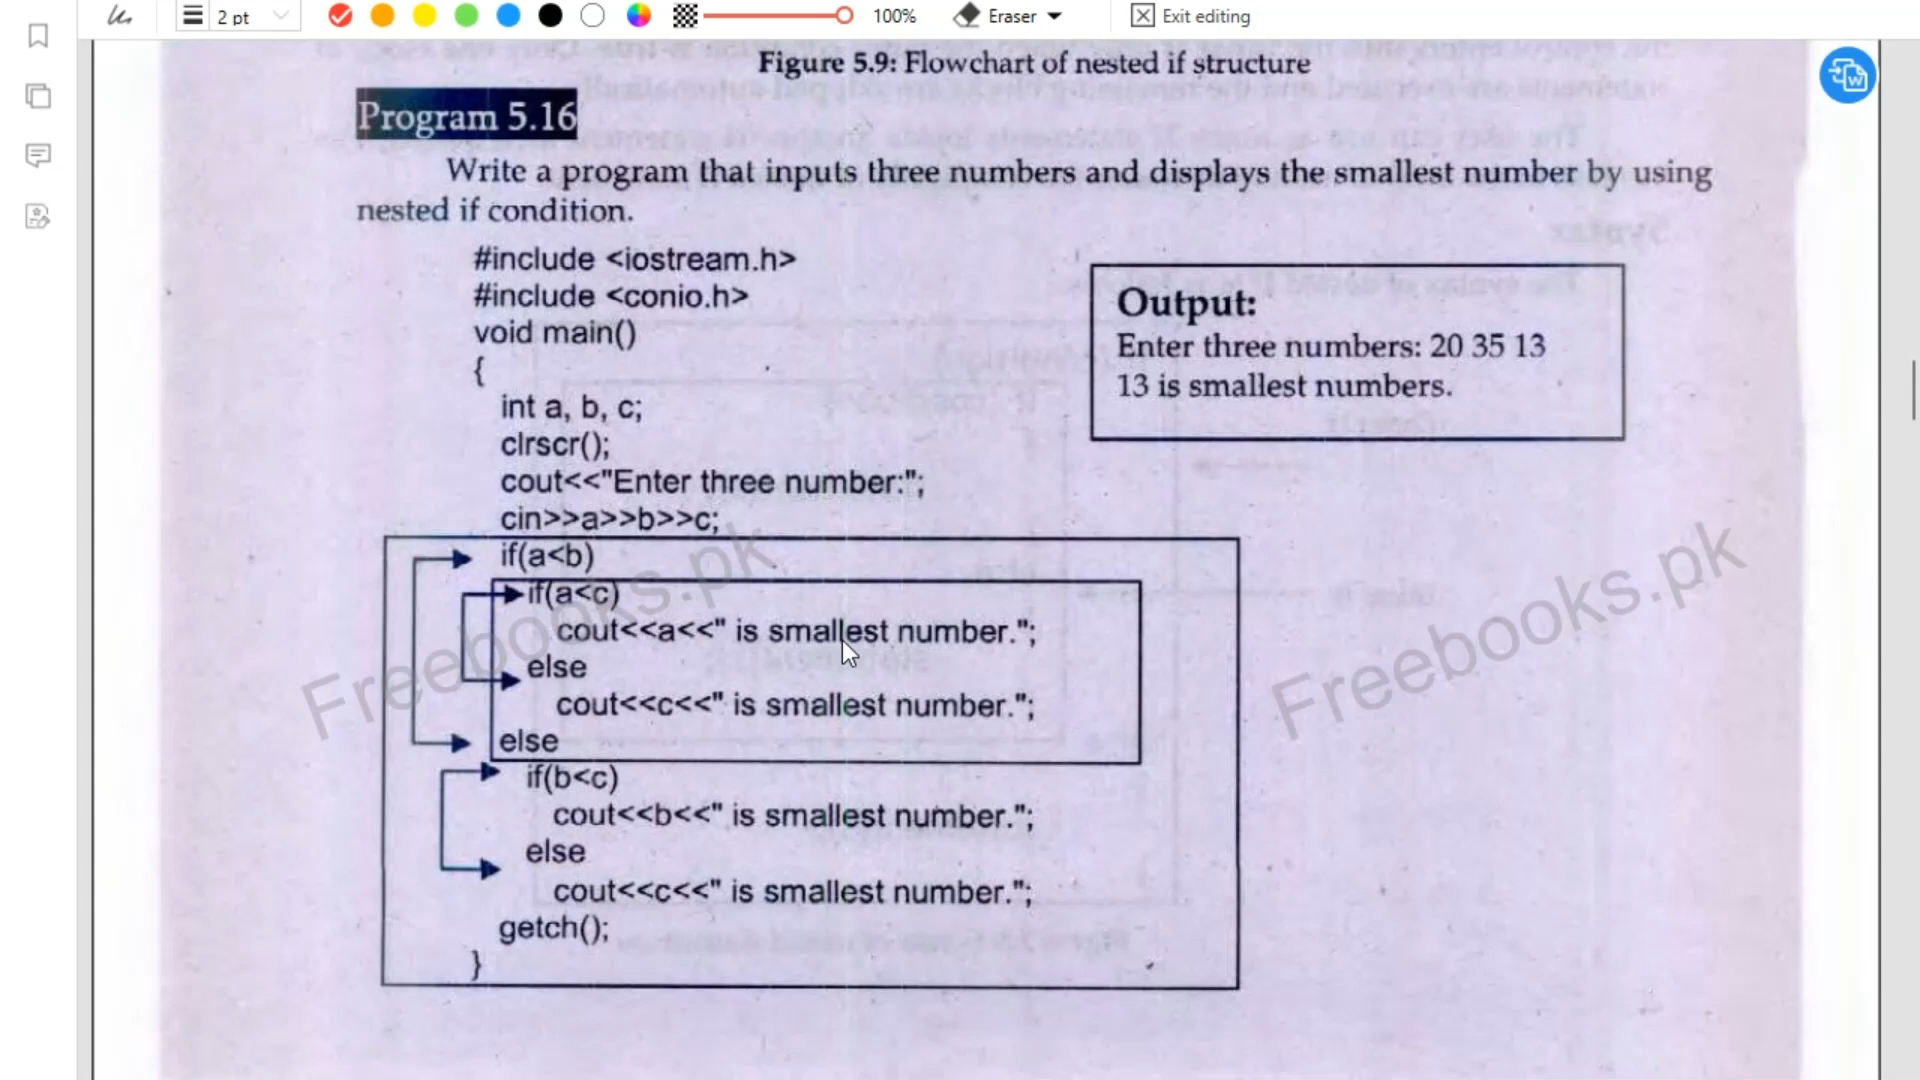 2 pt
100%
Eraser
Exit editing
Figure 5.9: Flowchart of nested if structure
Program 5.16
Write a program that inputs three numbers and displays the smallest number by using
nested if condition.
#include <iostream.h>
#include <conio.h>
void main()
{
int a, b, c;
clrscr();
cout<<"Enter three number:";
cin>>a>>b>>c;
if(a<b)
if(a<c)
cout<<a<<" is smallest number.";
else
cout<<c<<" is smallest number.";
else
if(b<c)
cout<<b<<" is smallest number.";
else
cout<<c<<" is smallest number.";
getch();
}
Output:
Enter three numbers: 20 35 13
13 is smallest numbers.
Freebooks.pk
Freebooks.pk